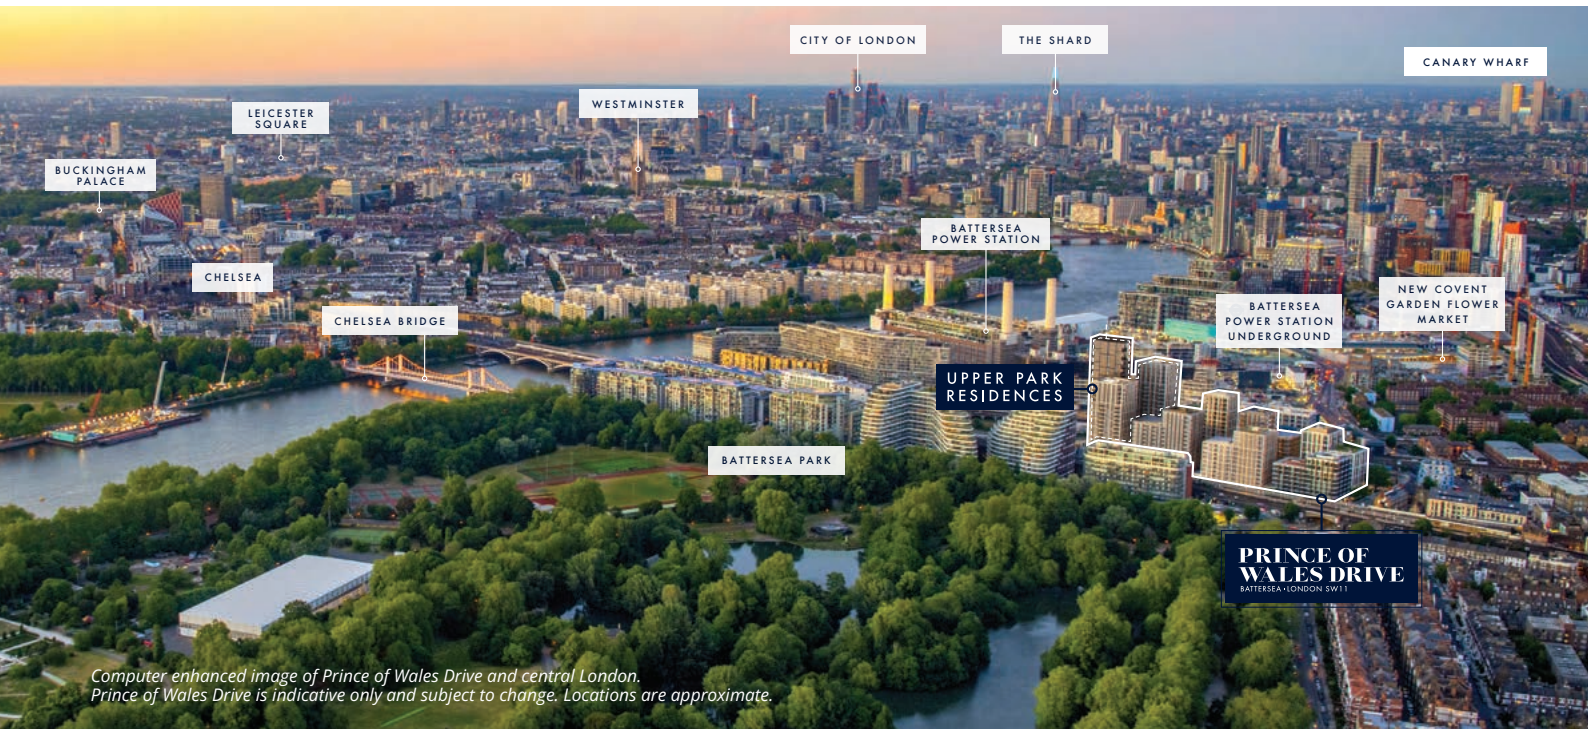 CITY OF LONDON
THE SHARD
CANARY WHARF
LEICESTER
SQUARE
WESTMINSTER
BUCKINGHAM
PALACE
BATTERSEA
POWER STATION
CHELSEA
CHELSEA BRIDGE
BATTERSEA
POWER STATION
UNDERGROUND
NEW COVENT
GARDEN FLOWER
MARKET
UPPER PARK
RESIDENCES
BATTERSEA PARK
PRINCE OF
WALES DRIVE
BATTERSEA • LONDON SW11
Computer enhanced image of Prince of Wales Drive and central London.
Prince of Wales Drive is indicative only and subject to change. Locations are approximate.